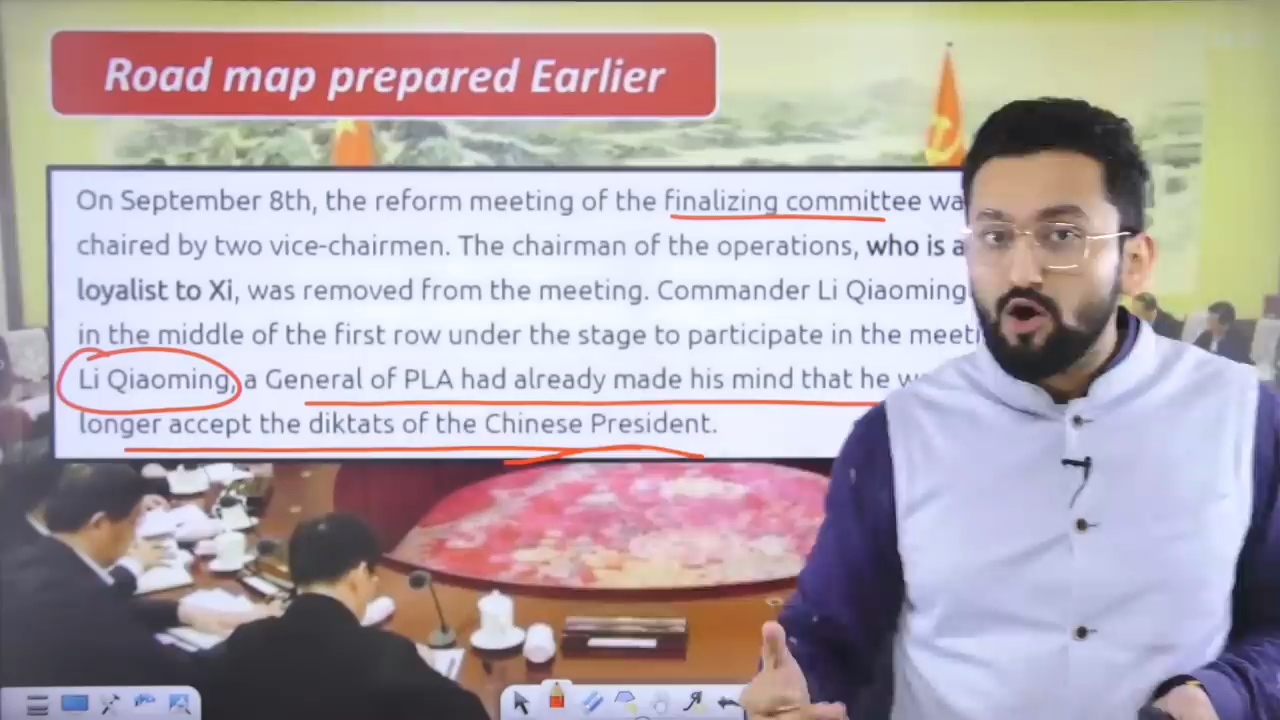 Road map prepared Earlier
On September 8th, the reform meeting of the finalizing committee wa
chaired by two vice-chairmen. The chairman of the operations, who is a
loyalist to Xi, was removed from the meeting. Commander Li Qiaoming
in the middle of the first row under the stage to participate in the meeti
Li Qiaoming, a General of PLA had already made his mind that he w
longer accept the diktats of the Chinese President.